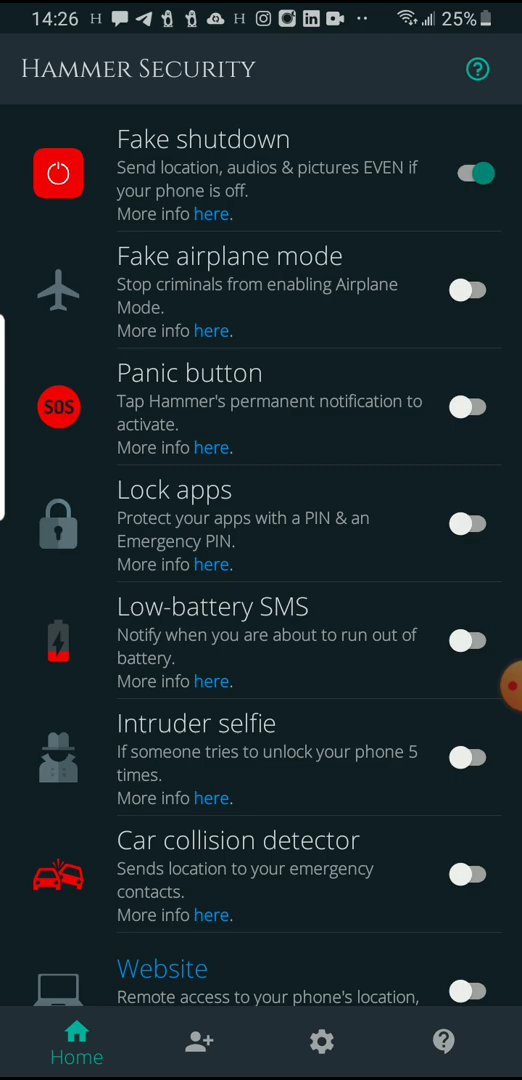 14:26 H H 25%
HAMMER SECURITY
Fake shutdown
Send location, audios & pictures EVEN if
your phone is off.
More info here.
Fake airplane mode
Stop criminals from enabling Airplane
Mode.
More info here.
Panic button
SOS
Tap Hammer's permanent notification to
activate.
More info here.
Lock apps
Protect your apps with a PIN & an
Emergency PIN.
More info here.
Low-battery SMS
Notify when you are about to run out of
battery.
More info here.
Intruder selfie
If someone tries to unlock your phone 5
times.
More info here.
Car collision detector
Sends location to your emergency
contacts.
More info here.
Website
Remote access to your phone's location,
Home